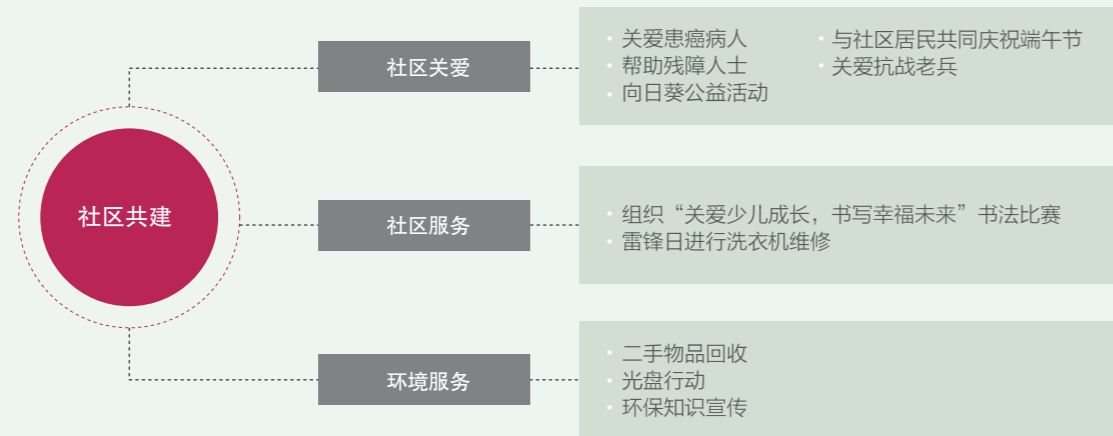 社区共建
社区关爱
· 关爱患癌病人
· 帮助残障人士
· 向日葵公益活动
· 与社区居民共同庆祝端午节
· 关爱抗战老兵
社区服务
· 组织“关爱少儿成长，书写幸福未来”书法比赛
· 雷锋日进行洗衣机维修
环境服务
· 二手物品回收
· 光盘行动
· 环保知识宣传